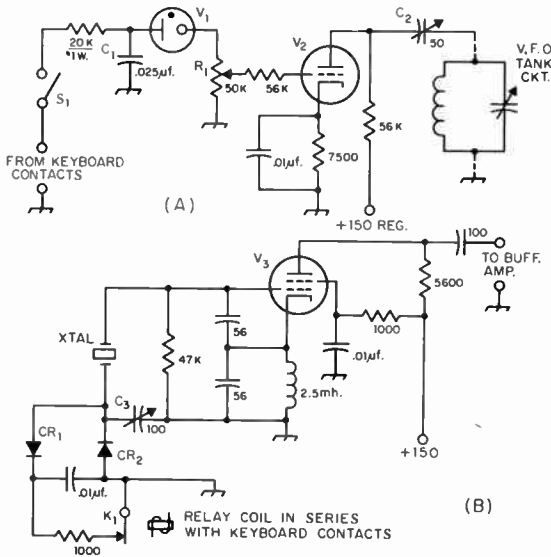 V1
V2
C2
50
20 K
1W.
C1
.025µf.
R1
50K
56K
S1
FROM KEYBOARD
CONTACTS
.01µf.
7500
56K
V.F.O.
TANK
CKT.
(A)
+150 REG.
V3
100
TO BUFF.
AMP.
5600
XTAL
56
47K
56
1000
.01µf.
2.5mh.
C3
100
+150
CR1
CR2
.01µf.
K1
1000
RELAY COIL IN SERIES
WITH KEYBOARD CONTACTS
(B)